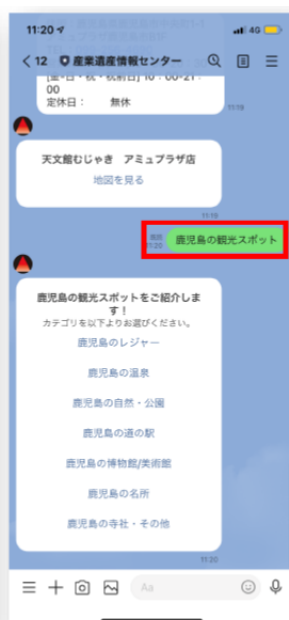 11:20
4G
12 産業遺産情報センター
[金・日・祝・祝前日] 10：00-21：
00
定休日： 無休
11:19
天文館むじゃき アミュプラザ店
地図を見る
11:19
既読
11:20
鹿児島の観光スポット
鹿児島の観光スポットをご紹介しま
す！
カテゴリを以下よりお選びください。
鹿児島のレジャー
鹿児島の温泉
鹿児島の自然・公園
鹿児島の道の駅
鹿児島の博物館/美術館
鹿児島の名所
鹿児島の寺社・その他
11:20
Aa